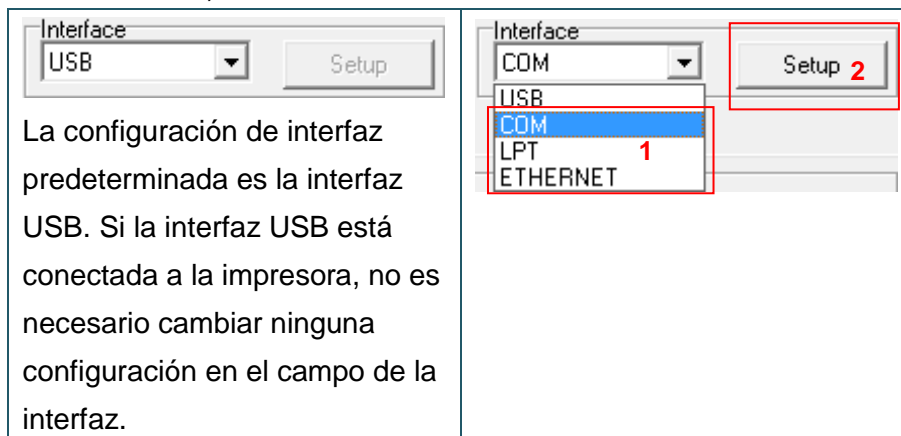 Interface
USB
Setup
La configuración de interfaz
predeterminada es la interfaz
USB. Si la interfaz USB está
conectada a la impresora, no es
necesario cambiar ninguna
configuración en el campo de la
interfaz.
Interface
COM
Setup 2
USB
COM
LPT 1
ETHERNET